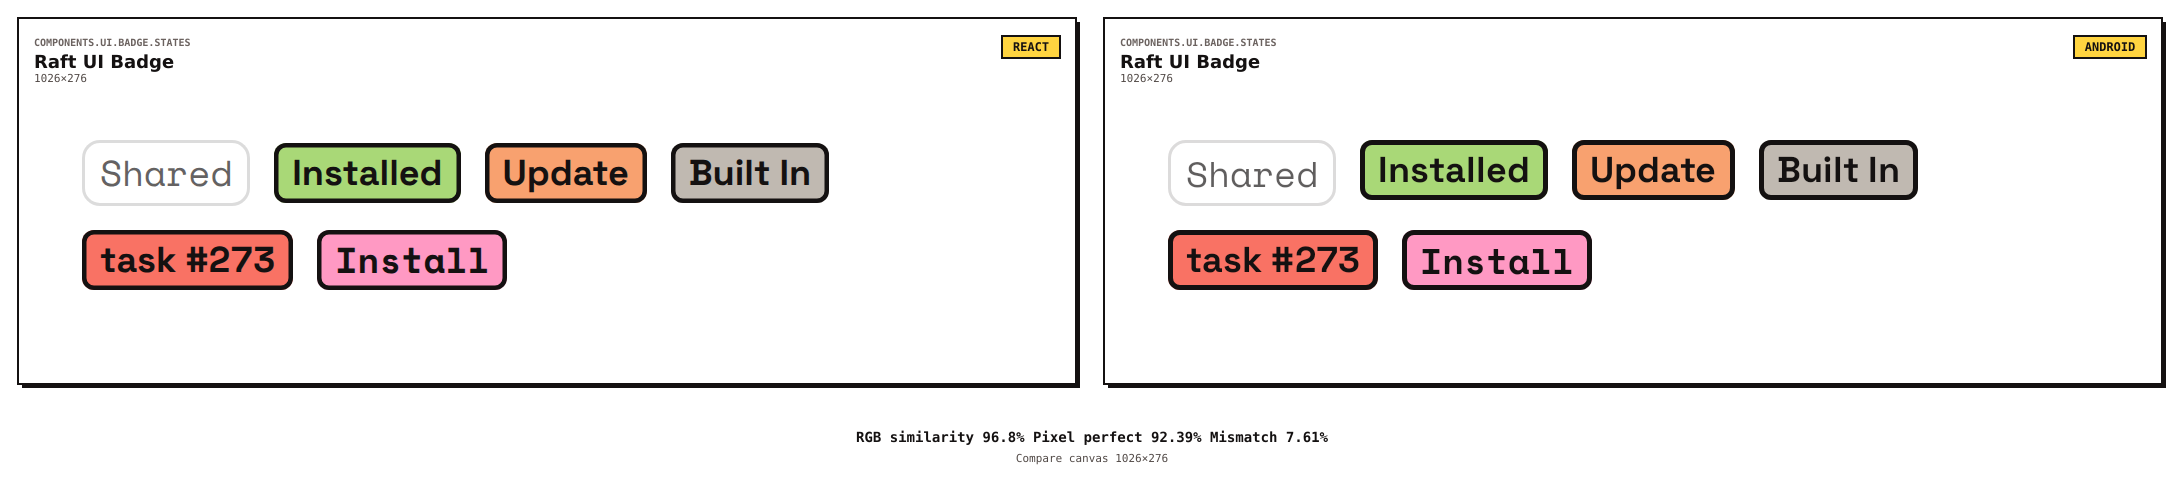 COMPONENTS.UI.BADGE.STATES
Raft UI Badge
1026×276
REACT
Shared Installed Update Built In
task #273 Install
COMPONENTS.UI.BADGE.STATES
Raft UI Badge
1026×276
ANDROID
Shared Installed Update Built In
task #273 Install
RGB similarity 96.8% Pixel perfect 92.39% Mismatch 7.61%
Compare canvas 1026×276